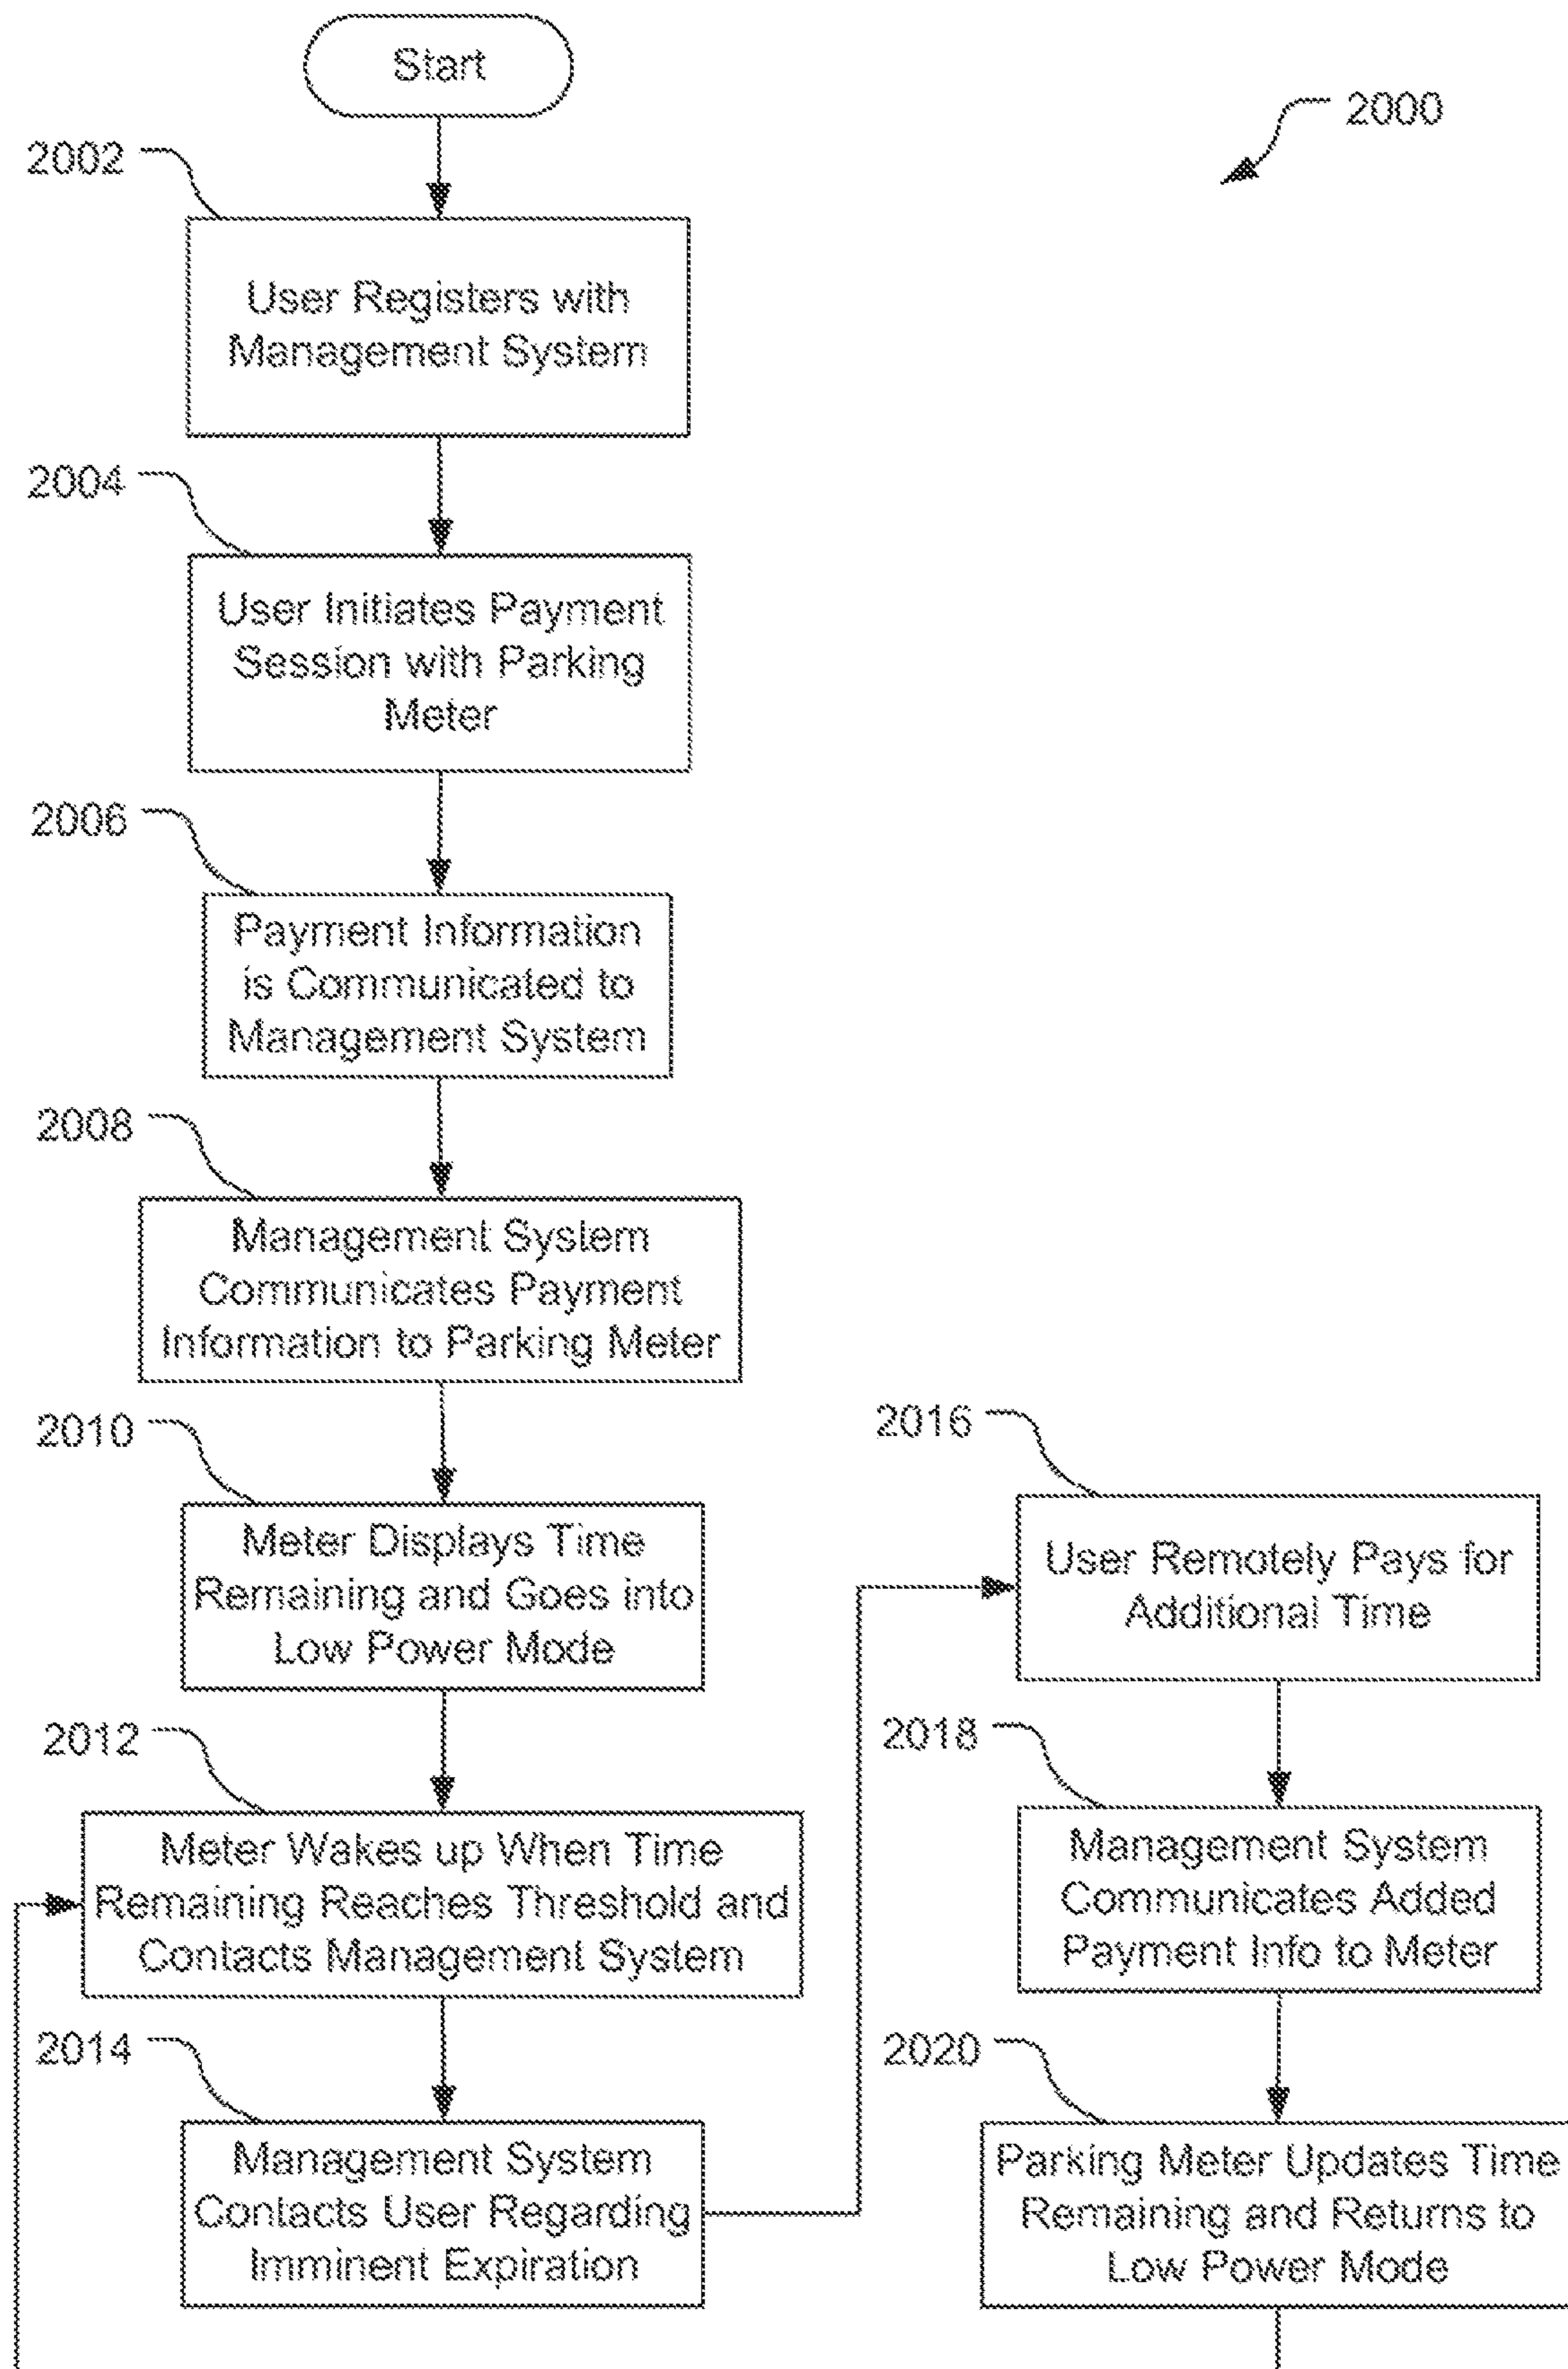 Start
2000
2002
User Registers with
Management System
2004
User Initiates Payment
Session with Parking
Meter
2006
Payment Information
is Communicated to
Management System
2008
Management System
Communicates Payment
Information to Parking Meter
2010
Meter Displays Time
Remaining and Goes into
Low Power Mode
2012
Meter Wakes up When Time
Remaining Reaches Threshold and
Contacts Management System
2014
Management System
Contacts User Regarding
Imminent Expiration
2016
User Remotely Pays for
Additional Time
2018
Management System
Communicates Added
Payment Info to Meter
2020
Parking Meter Updates Time
Remaining and Returns to
Low Power Mode